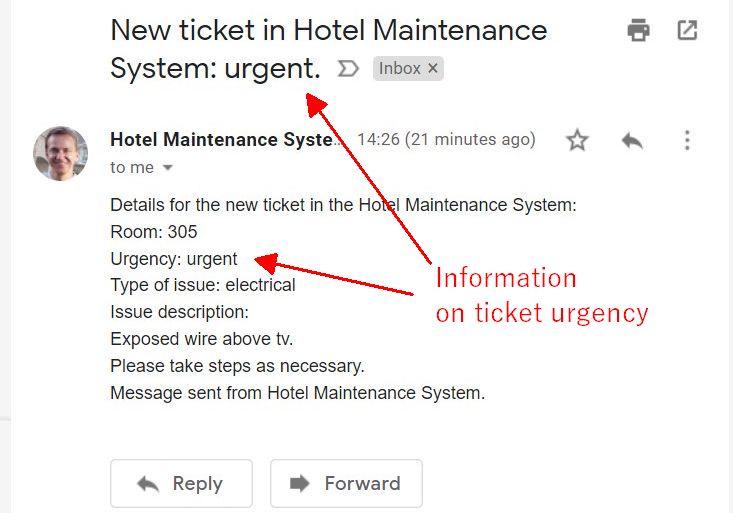 New ticket in Hotel Maintenance
System: urgent.
Inbox ×
Hotel Maintenance Syste...
14:26 (21 minutes ago)
to me
Details for the new ticket in the Hotel Maintenance System:
Room: 305
Urgency: urgent
Type of issue: electrical
Issue description:
Exposed wire above tv.
Please take steps as necessary.
Message sent from Hotel Maintenance System.
Information
on ticket urgency
Reply
Forward